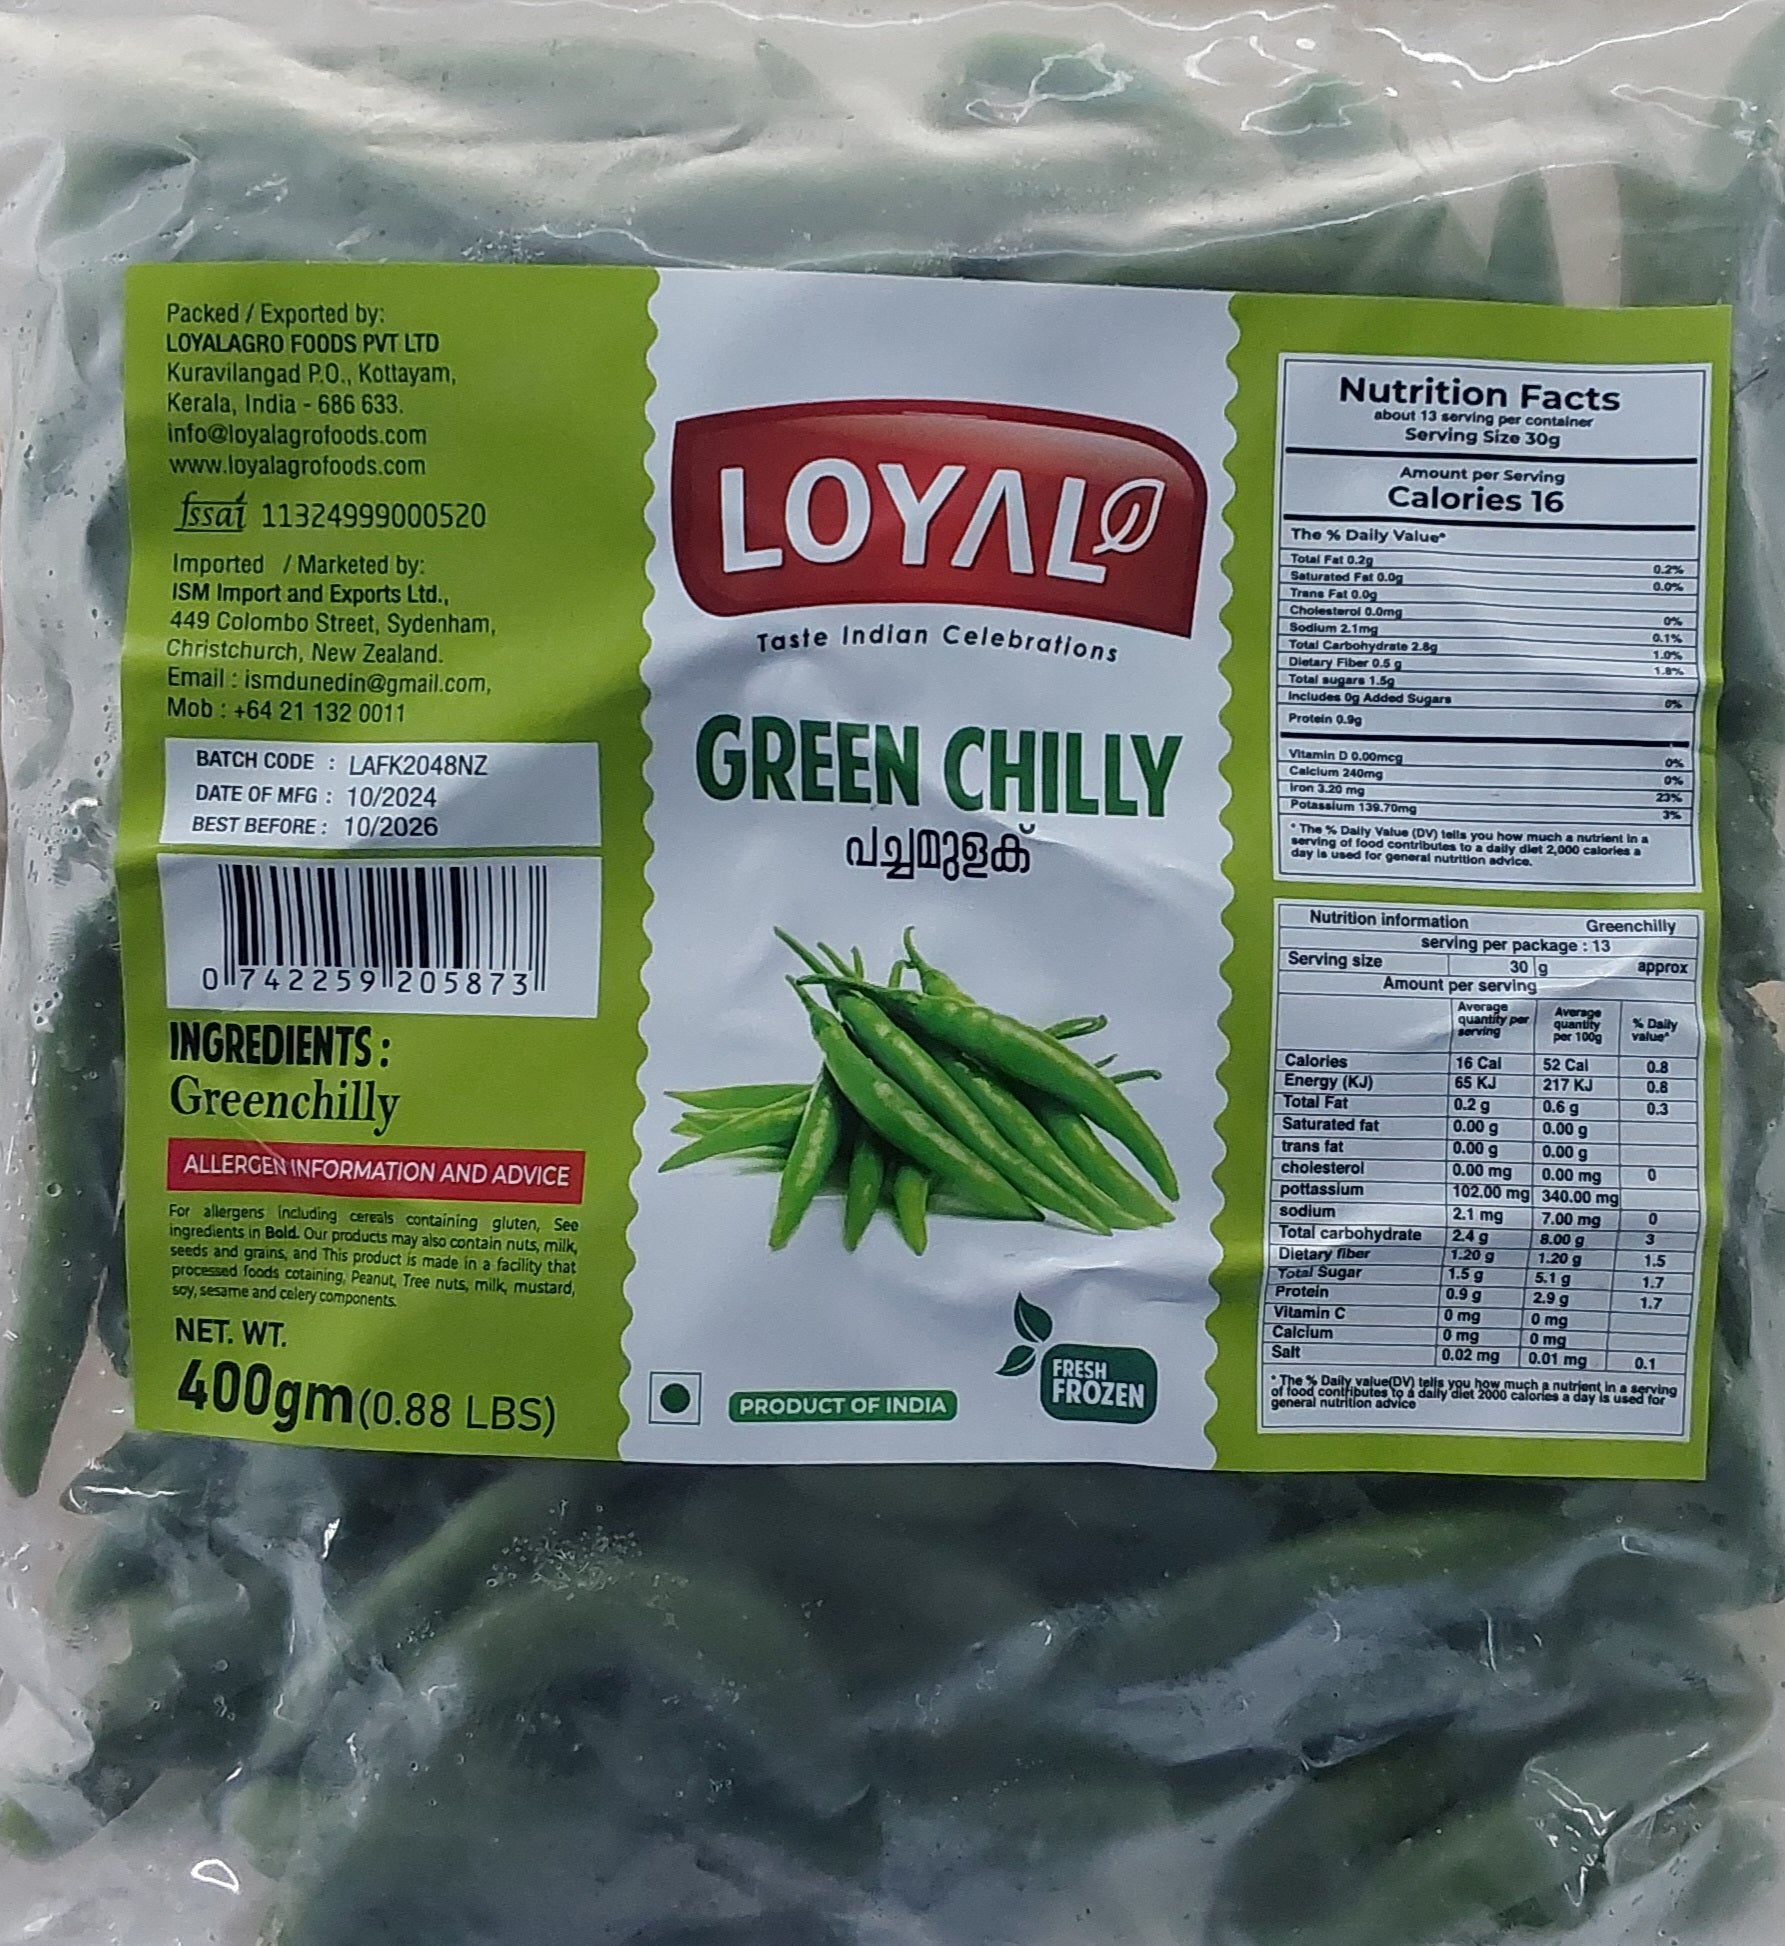 Packed / Exported by:
LOYALAGRO FOODS PVT LTD
Kuravilangad P.O., Kottayam,
Kerala, India - 686 633.
info@loyalagrofoods.com
www.loyalagrofoods.com
fssai 11324999000520
Imported / Marketed by:
ISM Import and Exports Ltd.,
449 Colombo Street, Sydenham,
Christchurch, New Zealand.
Email : ismdunedin@gmail.com,
Mob : +64 21 132 0011
BATCH CODE : LAFK2048NZ
DATE OF MFG : 10/2024
BEST BEFORE : 10/2026
0 742259 205873
INGREDIENTS :
Greenchilly
ALLERGEN INFORMATION AND ADVICE
For allergens including cereals containing gluten, See
ingredients in Bold. Our products may also contain nuts, milk,
seeds and grains, and This product is made in a facility that
processed foods cotaining, Peanut, Tree nuts, milk, mustard,
soy, sesame and celery components.
NET. WT.
400gm (0.88 LBS)
LOYAL
Taste Indian Celebrations
GREEN CHILLY
പച്ചമുളക്
PRODUCT OF INDIA
FRESH
FROZEN
Nutrition Facts
about 13 serving per container
Serving Size 30g
Amount per Serving
Calories 16
The % Daily Value*
Total Fat 0.2g 0.2%
Saturated Fat 0.0g 0.0%
Trans Fat 0.0g
Cholesterol 0.0mg 0%
Sodium 2.1mg 0.1%
Total Carbohydrate 2.8g 1.0%
Dietary Fiber 0.5 g 1.8%
Total sugars 1.5g
Includes 0g Added Sugars 0%
Protein 0.9g
Vitamin D 0.00mcg 0%
Calcium 240mg 0%
Iron 3.20 mg 23%
Potassium 139.70mg 3%
* The % Daily Value (DV) tells you how much a nutrient in a
serving of food contributes to a daily diet 2,000 calories a
day is used for general nutrition advice.
Nutrition information Greenchilly
serving per package : 13
Serving size 30 g approx
Amount per serving
Average quantity per serving
Average quantity per 100g
% Daily value*
Calories 16 Cal 52 Cal 0.8
Energy (KJ) 65 KJ 217 KJ 0.8
Total Fat 0.2 g 0.6 g 0.3
Saturated fat 0.00 g 0.00 g
trans fat 0.00 g 0.00 g
cholesterol 0.00 mg 0.00 mg 0
pottassium 102.00 mg 340.00 mg
sodium 2.1 mg 7.00 mg 0
Total carbohydrate 2.4 g 8.00 g 3
Dietary fiber 1.20 g 1.20 g 1.5
Total Sugar 1.5 g 5.1 g 1.7
Protein 0.9 g 2.9 g 1.7
Vitamin C 0 mg 0 mg
Calcium 0 mg 0 mg
Salt 0.02 mg 0.01 mg 0.1
* The % Daily value(DV) tells you how much a nutrient in a serving
of food contributes to a daily diet 2000 calories a day is used for
general nutrition advice